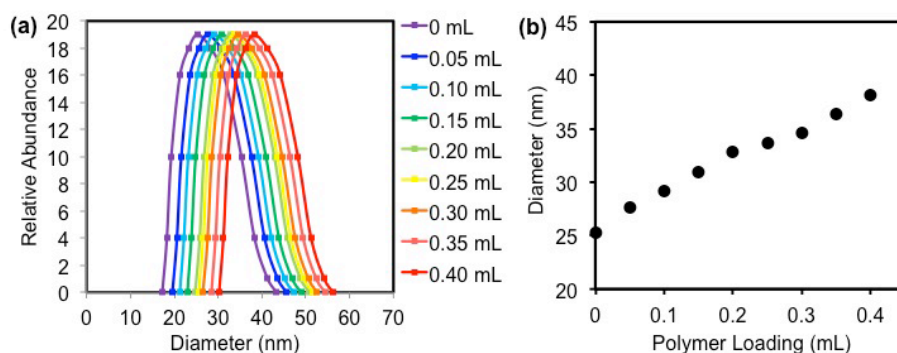 (a)
Relative Abundance
20
18
16
14
12
10
8
6
4
2
0
0 10 20 30 40 50 60 70
Diameter (nm)
0 mL
0.05 mL
0.10 mL
0.15 mL
0.20 mL
0.25 mL
0.30 mL
0.35 mL
0.40 mL
(b)
Diameter (nm)
45
40
35
30
25
20
0 0.1 0.2 0.3 0.4
Polymer Loading (mL)